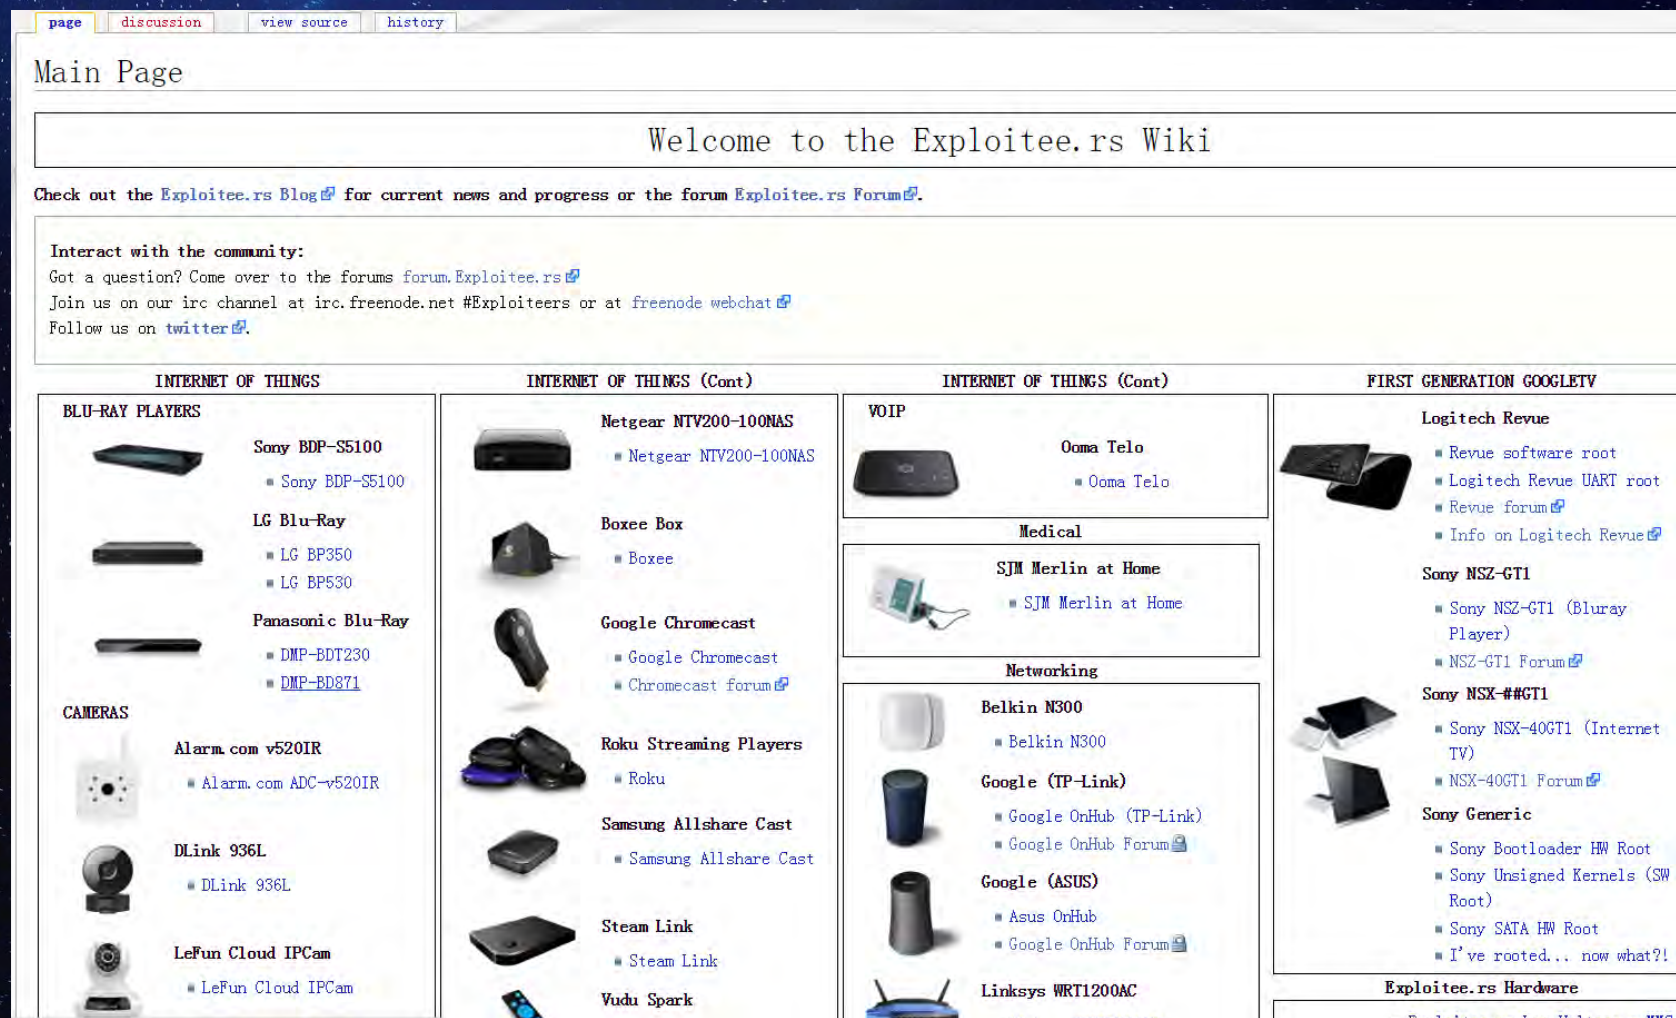 page
discussion
view source
history
Main Page
Welcome to the Exploitee.rs Wiki
Check out the Exploitee.rs Blog for current news and progress or the forum Exploitee.rs Forum.
Interact with the community:
Got a question? Come over to the forums forum.Exploitee.rs
Join us on our irc channel at irc.freenode.net #Exploiteers or at freenode webchat
Follow us on twitter.
INTERNET OF THINGS
BLU-RAY PLAYERS
Sony BDP-S5100
Sony BDP-S5100
LG Blu-Ray
LG BP350
LG BP530
Panasonic Blu-Ray
DMP-BDT230
DMP-BD871
CAMERAS
Alarm.com v520IR
Alarm.com ADC-v520IR
DLink 936L
DLink 936L
LeFun Cloud IPCam
LeFun Cloud IPCam
INTERNET OF THINGS (Cont)
Netgear NTV200-100NAS
Netgear NTV200-100NAS
Boxee Box
Boxee
Google Chromecast
Google Chromecast
Chromecast forum
Roku Streaming Players
Roku
Samsung Allshare Cast
Samsung Allshare Cast
Steam Link
Steam Link
Vudu Spark
INTERNET OF THINGS (Cont)
VOIP
Ooma Telo
Ooma Telo
Medical
SJM Merlin at Home
SJM Merlin at Home
Networking
Belkin N300
Belkin N300
Google (TP-Link)
Google OnHub (TP-Link)
Google OnHub Forum
Google (ASUS)
Asus OnHub
Google OnHub Forum
Linksys WRT1200AC
FIRST GENERATION GOOGLETV
Logitech Revue
Revue software root
Logitech Revue UART root
Revue forum
Info on Logitech Revue
Sony NSZ-GT1
Sony NSZ-GT1 (Bluray
Player)
NSZ-GT1 Forum
Sony NSX-##GT1
Sony NSX-40GT1 (Internet
TV)
NSX-40GT1 Forum
Sony Generic
Sony Bootloader HW Root
Sony Unsigned Kernels (SW
Root)
Sony SATA HW Root
I've rooted... now what?!
Exploitee.rs Hardware